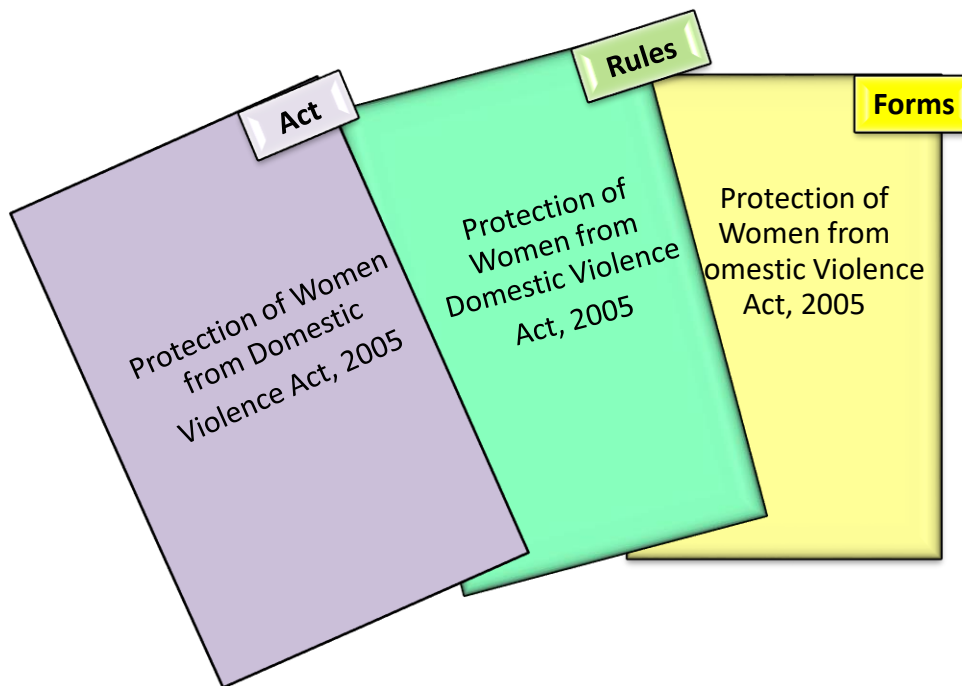 Act
Protection of Women
from Domestic
Violence Act, 2005
Rules
Protection of
Women from
Domestic Violence
Act, 2005
Forms
Protection of
Women from
omestic Violence
Act, 2005